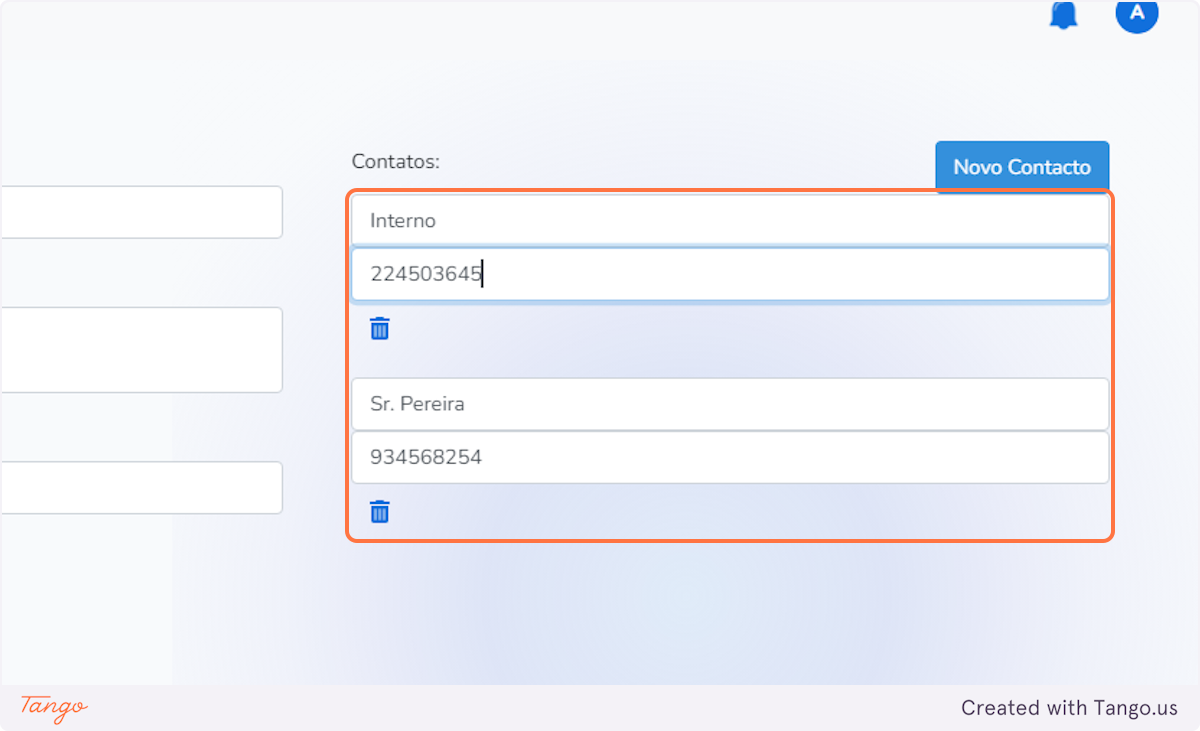 A
Contatos:
Novo Contacto
Interno
224503645
Sr. Pereira
934568254
Tango
Created with Tango.us